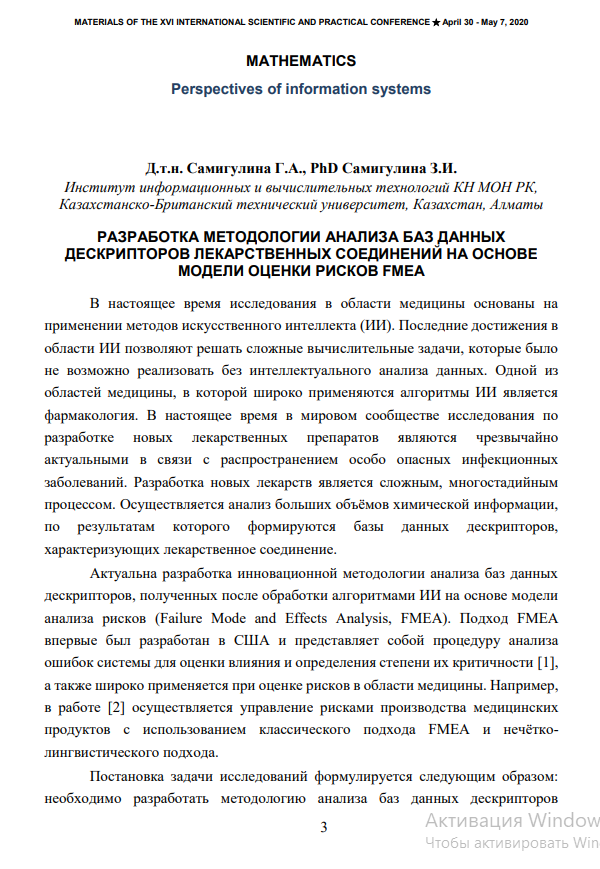 MATERIALS OF THE XVI INTERNATIONAL SCIENTIFIC AND PRACTICAL CONFERENCE ★ April 30 - May 7, 2020
MATHEMATICS
Perspectives of information systems
Д.т.н. Самигулина Г.А., PhD Самигулина З.И.
Институт информационных и вычислительных технологий КН МОН РК,
Казахстанско-Британский технический университет, Казахстан, Алматы
РАЗРАБОТКА МЕТОДОЛОГИИ АНАЛИЗА БАЗ ДАННЫХ
ДЕСКРИПТОРОВ ЛЕКАРСТВЕННЫХ СОЕДИНЕНИЙ НА ОСНОВЕ
МОДЕЛИ ОЦЕНКИ РИСКОВ FMEA
В настоящее время исследования в области медицины основаны на
применении методов искусственного интеллекта (ИИ). Последние достижения в
области ИИ позволяют решать сложные вычислительные задачи, которые было
не возможно реализовать без интеллектуального анализа данных. Одной из
областей медицины, в которой широко применяются алгоритмы ИИ является
фармакология. В настоящее время в мировом сообществе исследования по
разработке новых лекарственных препаратов являются чрезвычайно
актуальными в связи с распространением особо опасных инфекционных
заболеваний. Разработка новых лекарств является сложным, многостадийным
процессом. Осуществляется анализ больших объёмов химической информации,
по результатам которого формируются базы данных дескрипторов,
характеризующих лекарственное соединение.
Актуальна разработка инновационной методологии анализа баз данных
дескрипторов, полученных после обработки алгоритмами ИИ на основе модели
анализа рисков (Failure Mode and Effects Analysis, FMEA). Подход FMEA
впервые был разработан в США и представляет собой процедуру анализа
ошибок системы для оценки влияния и определения степени их критичности [1],
а также широко применяется при оценке рисков в области медицины. Например,
в работе [2] осуществляется управление рисками производства медицинских
продуктов с использованием классического подхода FMEA и нечётко-
лингвистического подхода.
Постановка задачи исследований формулируется следующим образом:
необходимо разработать методологию анализа баз данных дескрипторов
3
Активация Window
Чтобы активировать Win